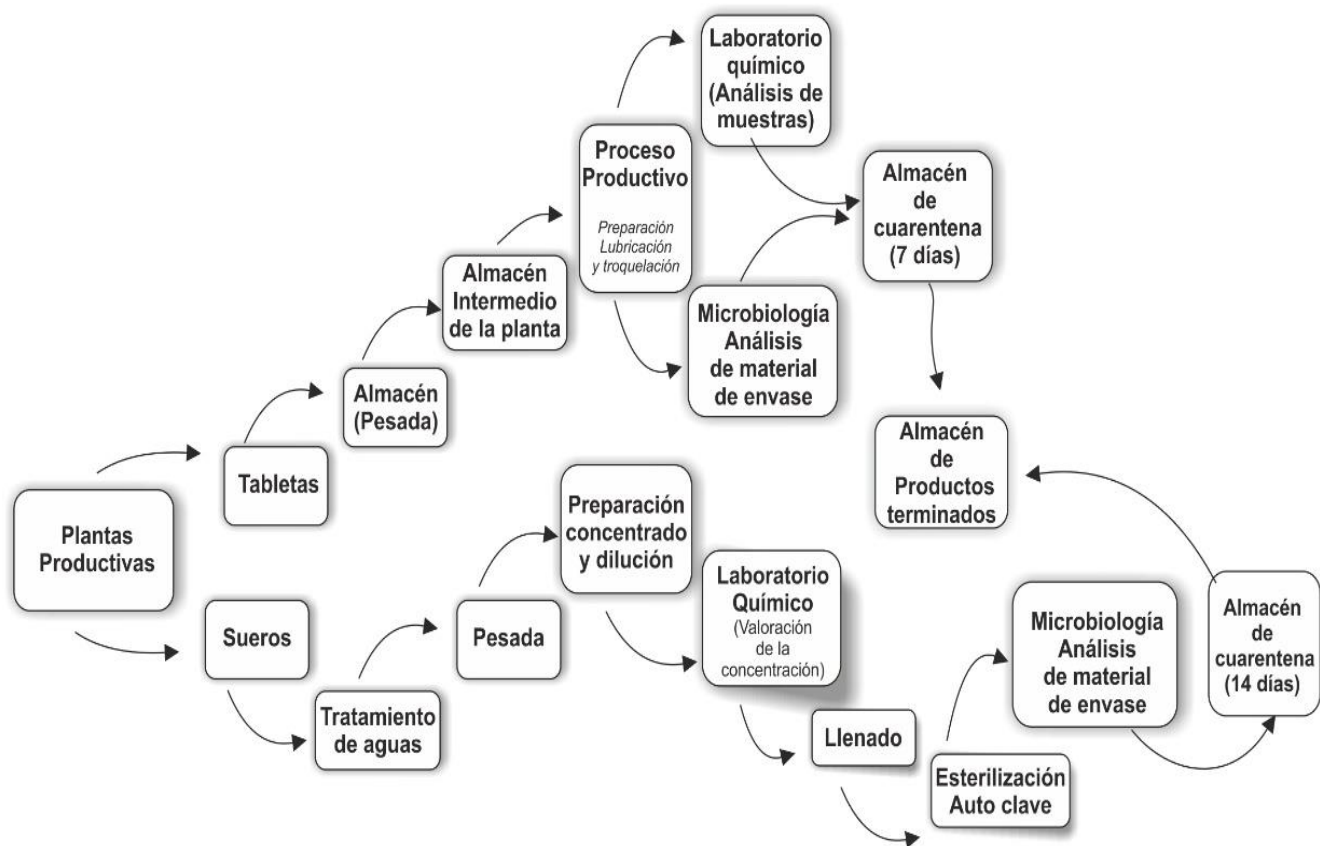 Plantas
Productivas
Tabletas
Almacén
(Pesada)
Almacén
Intermedio
de la planta
Proceso
Productivo
Preparación
Lubricación
y troquelación
Laboratorio
químico
(Análisis de
muestras)
Microbiología
Análisis
de material
de envase
Almacén
de
cuarentena
(7 días)
Almacén
de
Productos
terminados
Sueros
Tratamiento
de aguas
Pesada
Preparación
concentrado
y dilución
Laboratorio
Químico
(Valoración
de la
concentración)
Llenado
Esterilización
Auto clave
Microbiología
Análisis
de material
de envase
Almacén
de
cuarentena
(14 días)